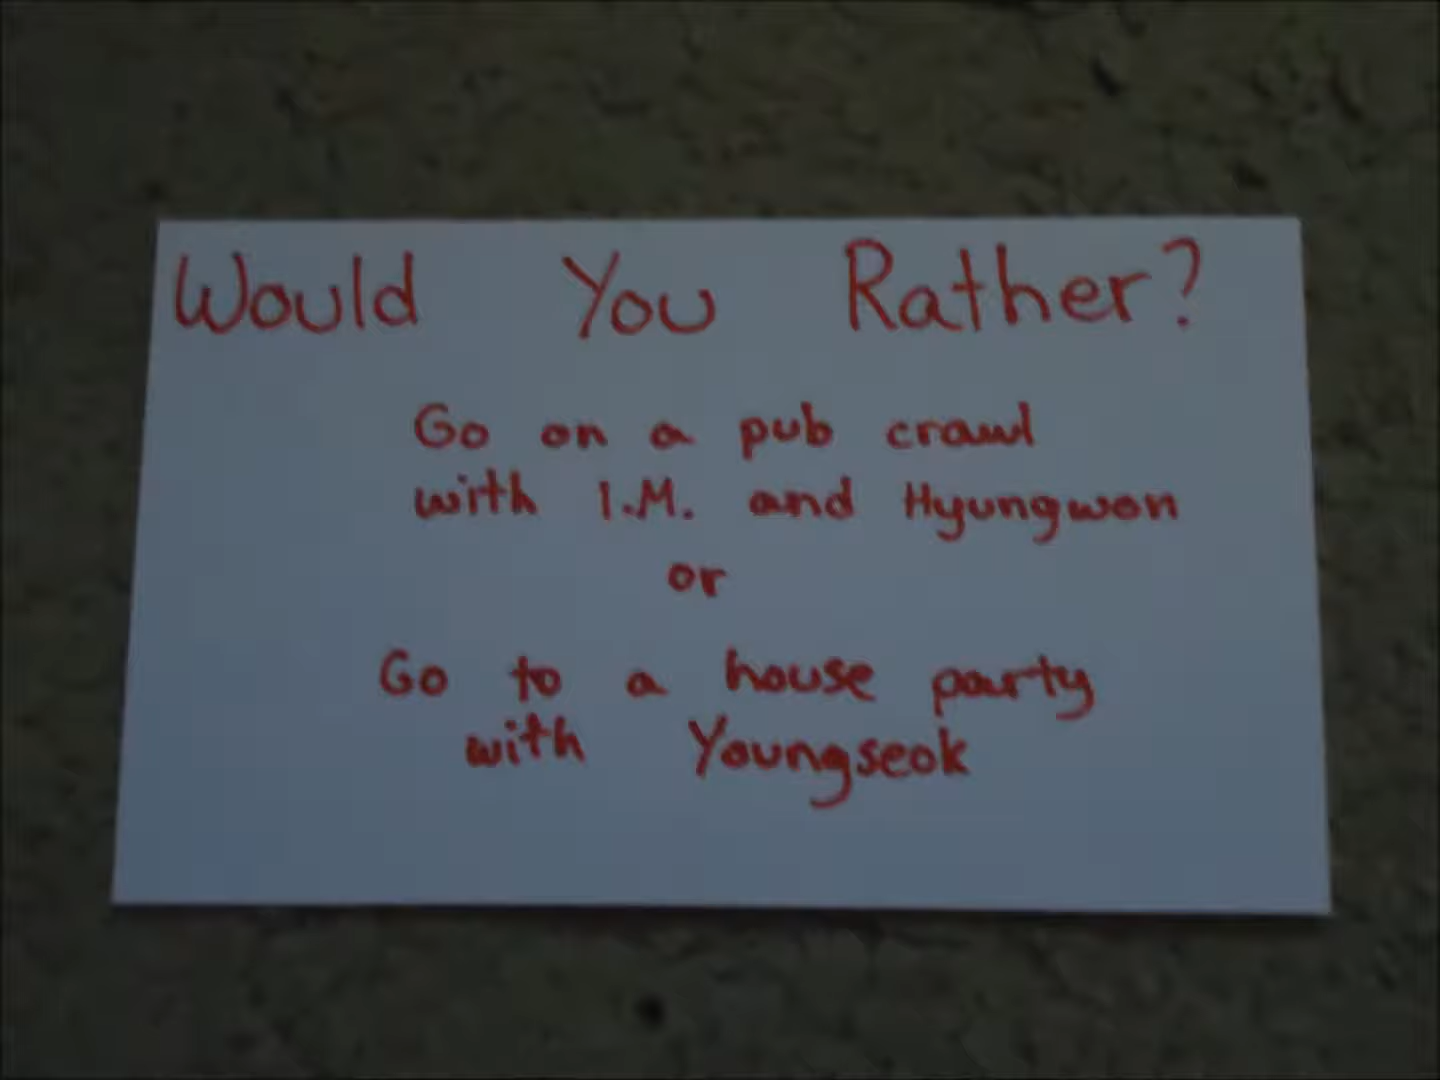 Would You Rather?
Go on a pub crawl
with I.M. and Hyungwon
or
Go to a house party
with Youngseok